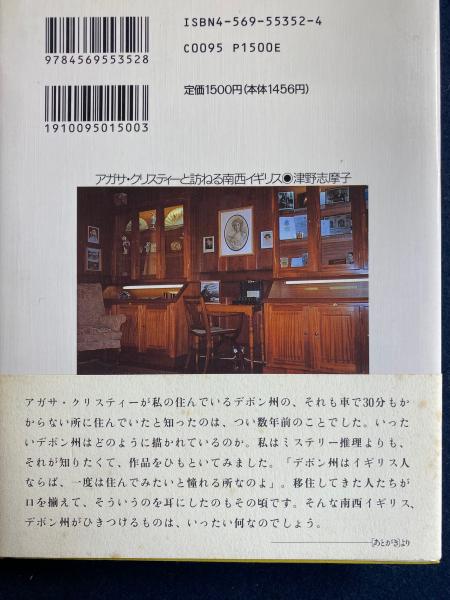 ISBN4-569-55352-4
C0095 P1500E
9784569553528
定価1500円(本体1456円)
1910095015003
アガサ・クリスティーと訪ねる南西イギリス●津野志摩子
アガサ・クリスティーが私の住んでいるデボン州の、それも車で30分もか
からない所に住んでいたと知ったのは、つい数年前のことでした。いった
いデボン州はどのように描かれているのか。私はミステリー推理よりも、
それが知りたくて、作品をひもといてみました。「デボン州はイギリス人
ならば、一度は住んでみたいと憧れる所なのよ」。移住してきた人たちが
口を揃えて、そういうのを耳にしたのもその頃です。そんな南西イギリス、
デボン州がひきつけるものは、いったい何なのでしょう。
[あとがき]より